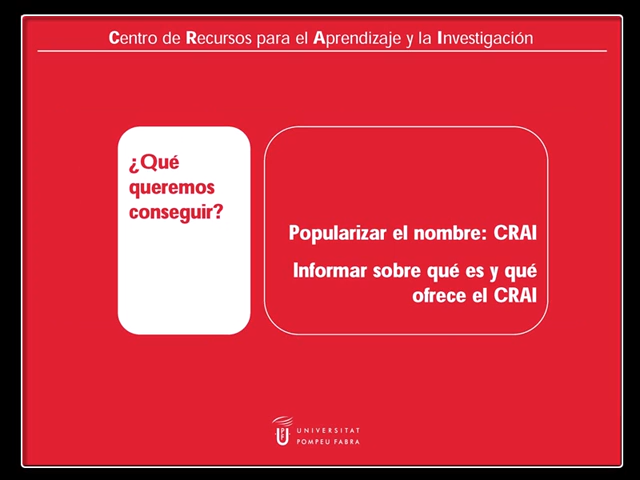 Centro de Recursos para el Aprendizaje y la Investigación
¿Qué
queremos
conseguir?
Popularizar el nombre: CRAI
Informar sobre qué es y qué
ofrece el CRAI
UNIVERSITAT
POMPEU FABRA